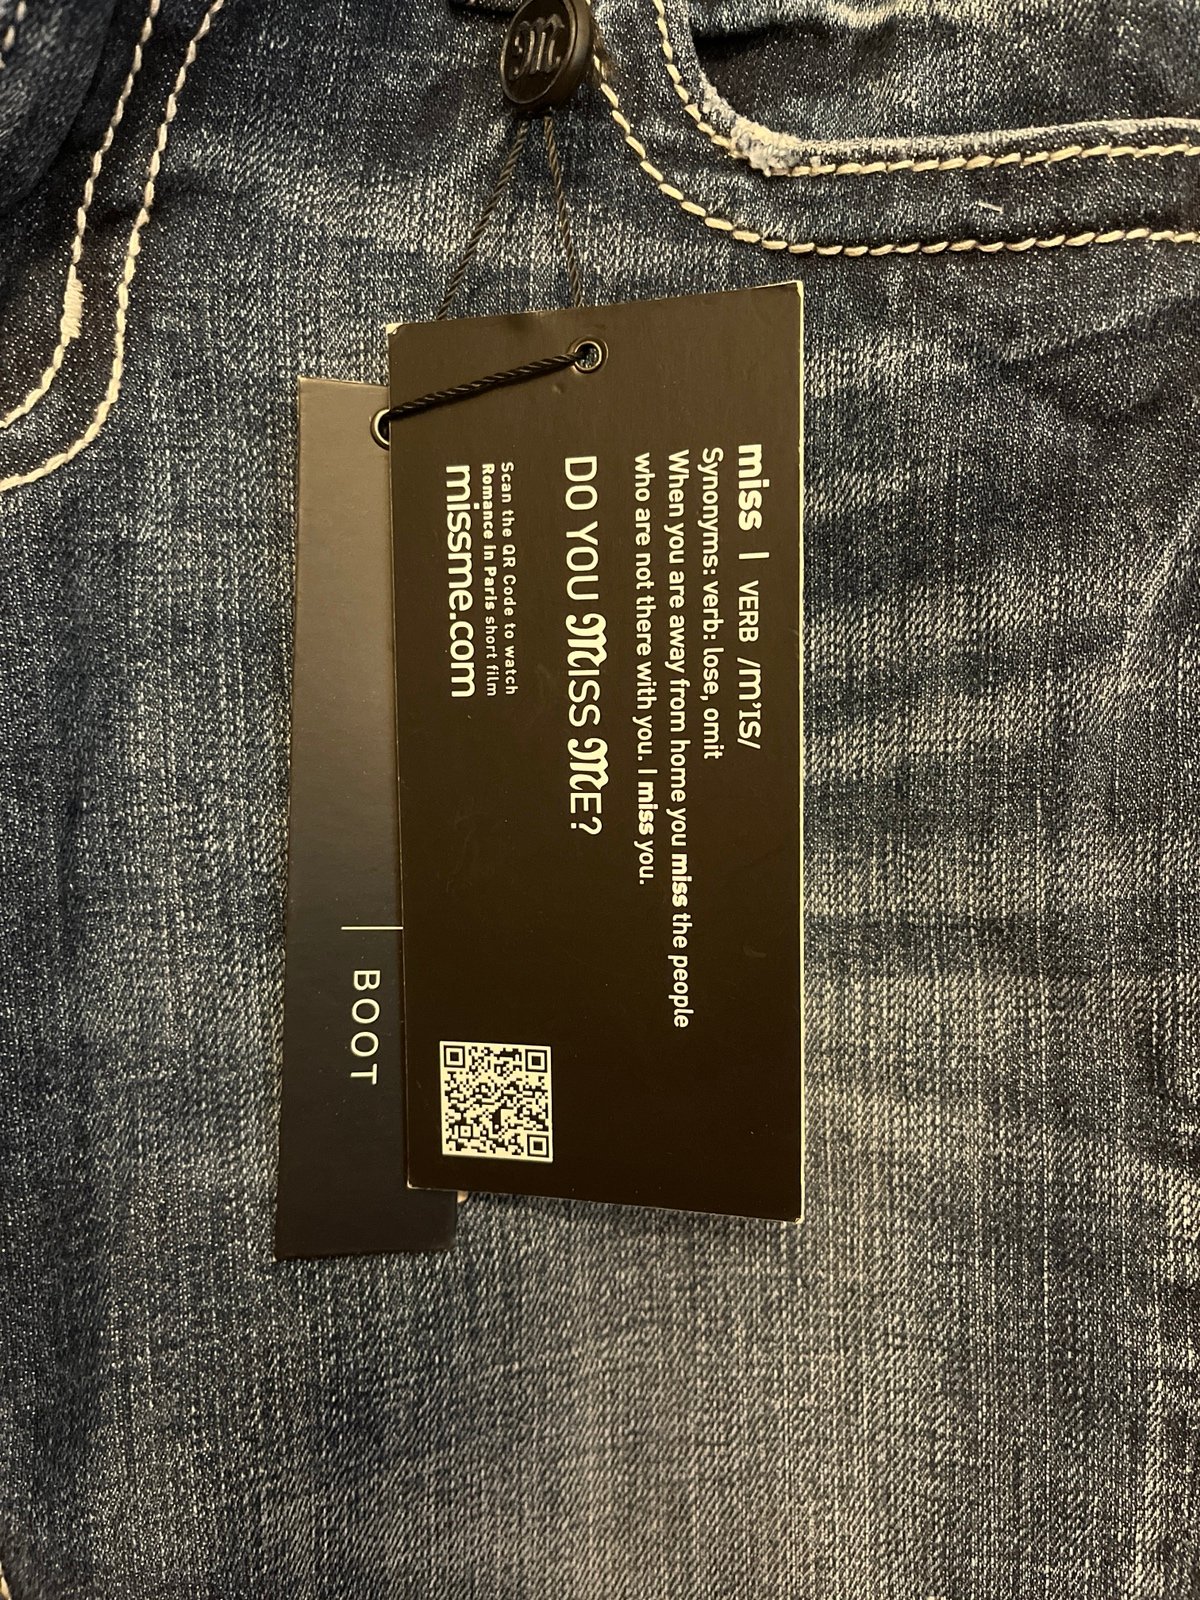 miss | VERB /m'IS/
Synonyms: verb: lose, omit
When you are away from home you miss the people
who are not there with you. I miss you.
DO YOU MISS ME?
Scan the QR Code to watch
Romance in Paris short film
missme.com
BOOT
M